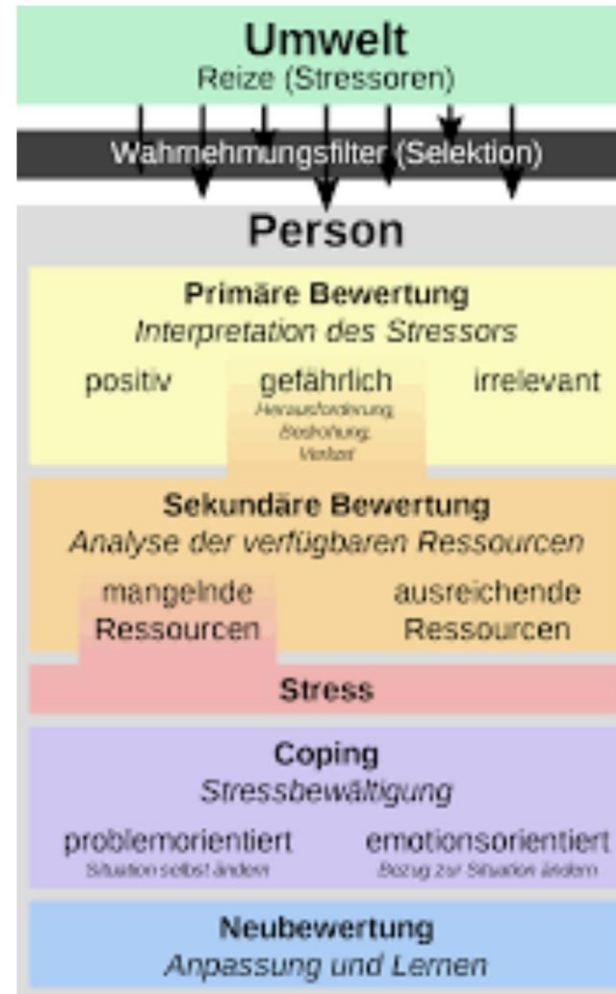 Umwelt
Reize (Stressoren)
Wahrnehmungsfilter (Selektion)
Person
Primäre Bewertung
Interpretation des Stressors
positiv gefährlich irrelevant
Herausforderung,
Bedrohung,
Verlust
Sekundäre Bewertung
Analyse der verfügbaren Ressourcen
mangelnde ausreichende
Ressourcen Ressourcen
Stress
Coping
Stressbewältigung
problemorientiert emotionsorientiert
Situation selbst ändern Bezug zur Situation ändern
Neubewertung
Anpassung und Lernen